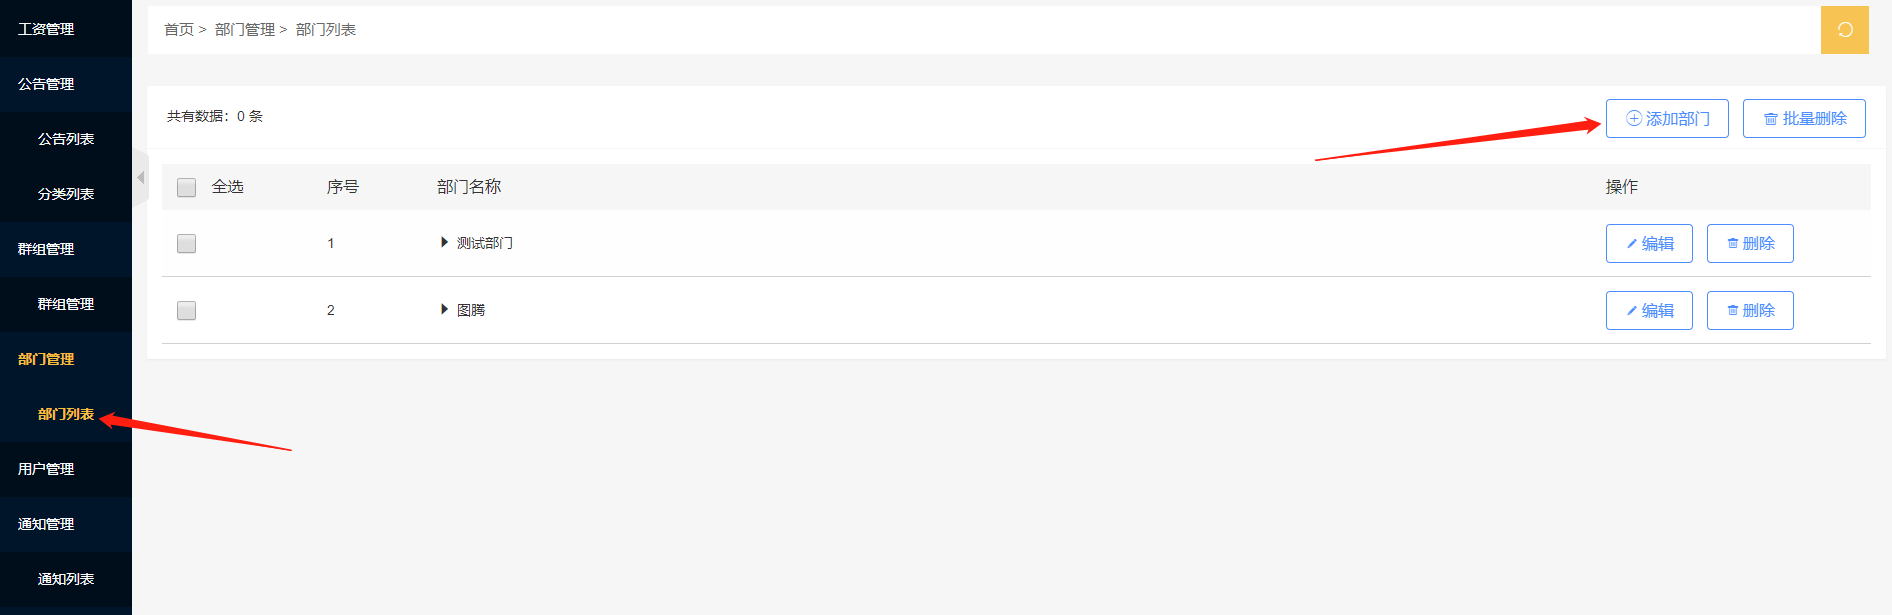 工资管理
公告管理
公告列表
分类列表
群组管理
群组管理
部门管理
部门列表
用户管理
通知管理
通知列表
首页 > 部门管理 > 部门列表
共有数据：0 条
添加部门 批量删除
全选 序号 部门名称 操作
1 测试部门 编辑 删除
2 图腾 编辑 删除